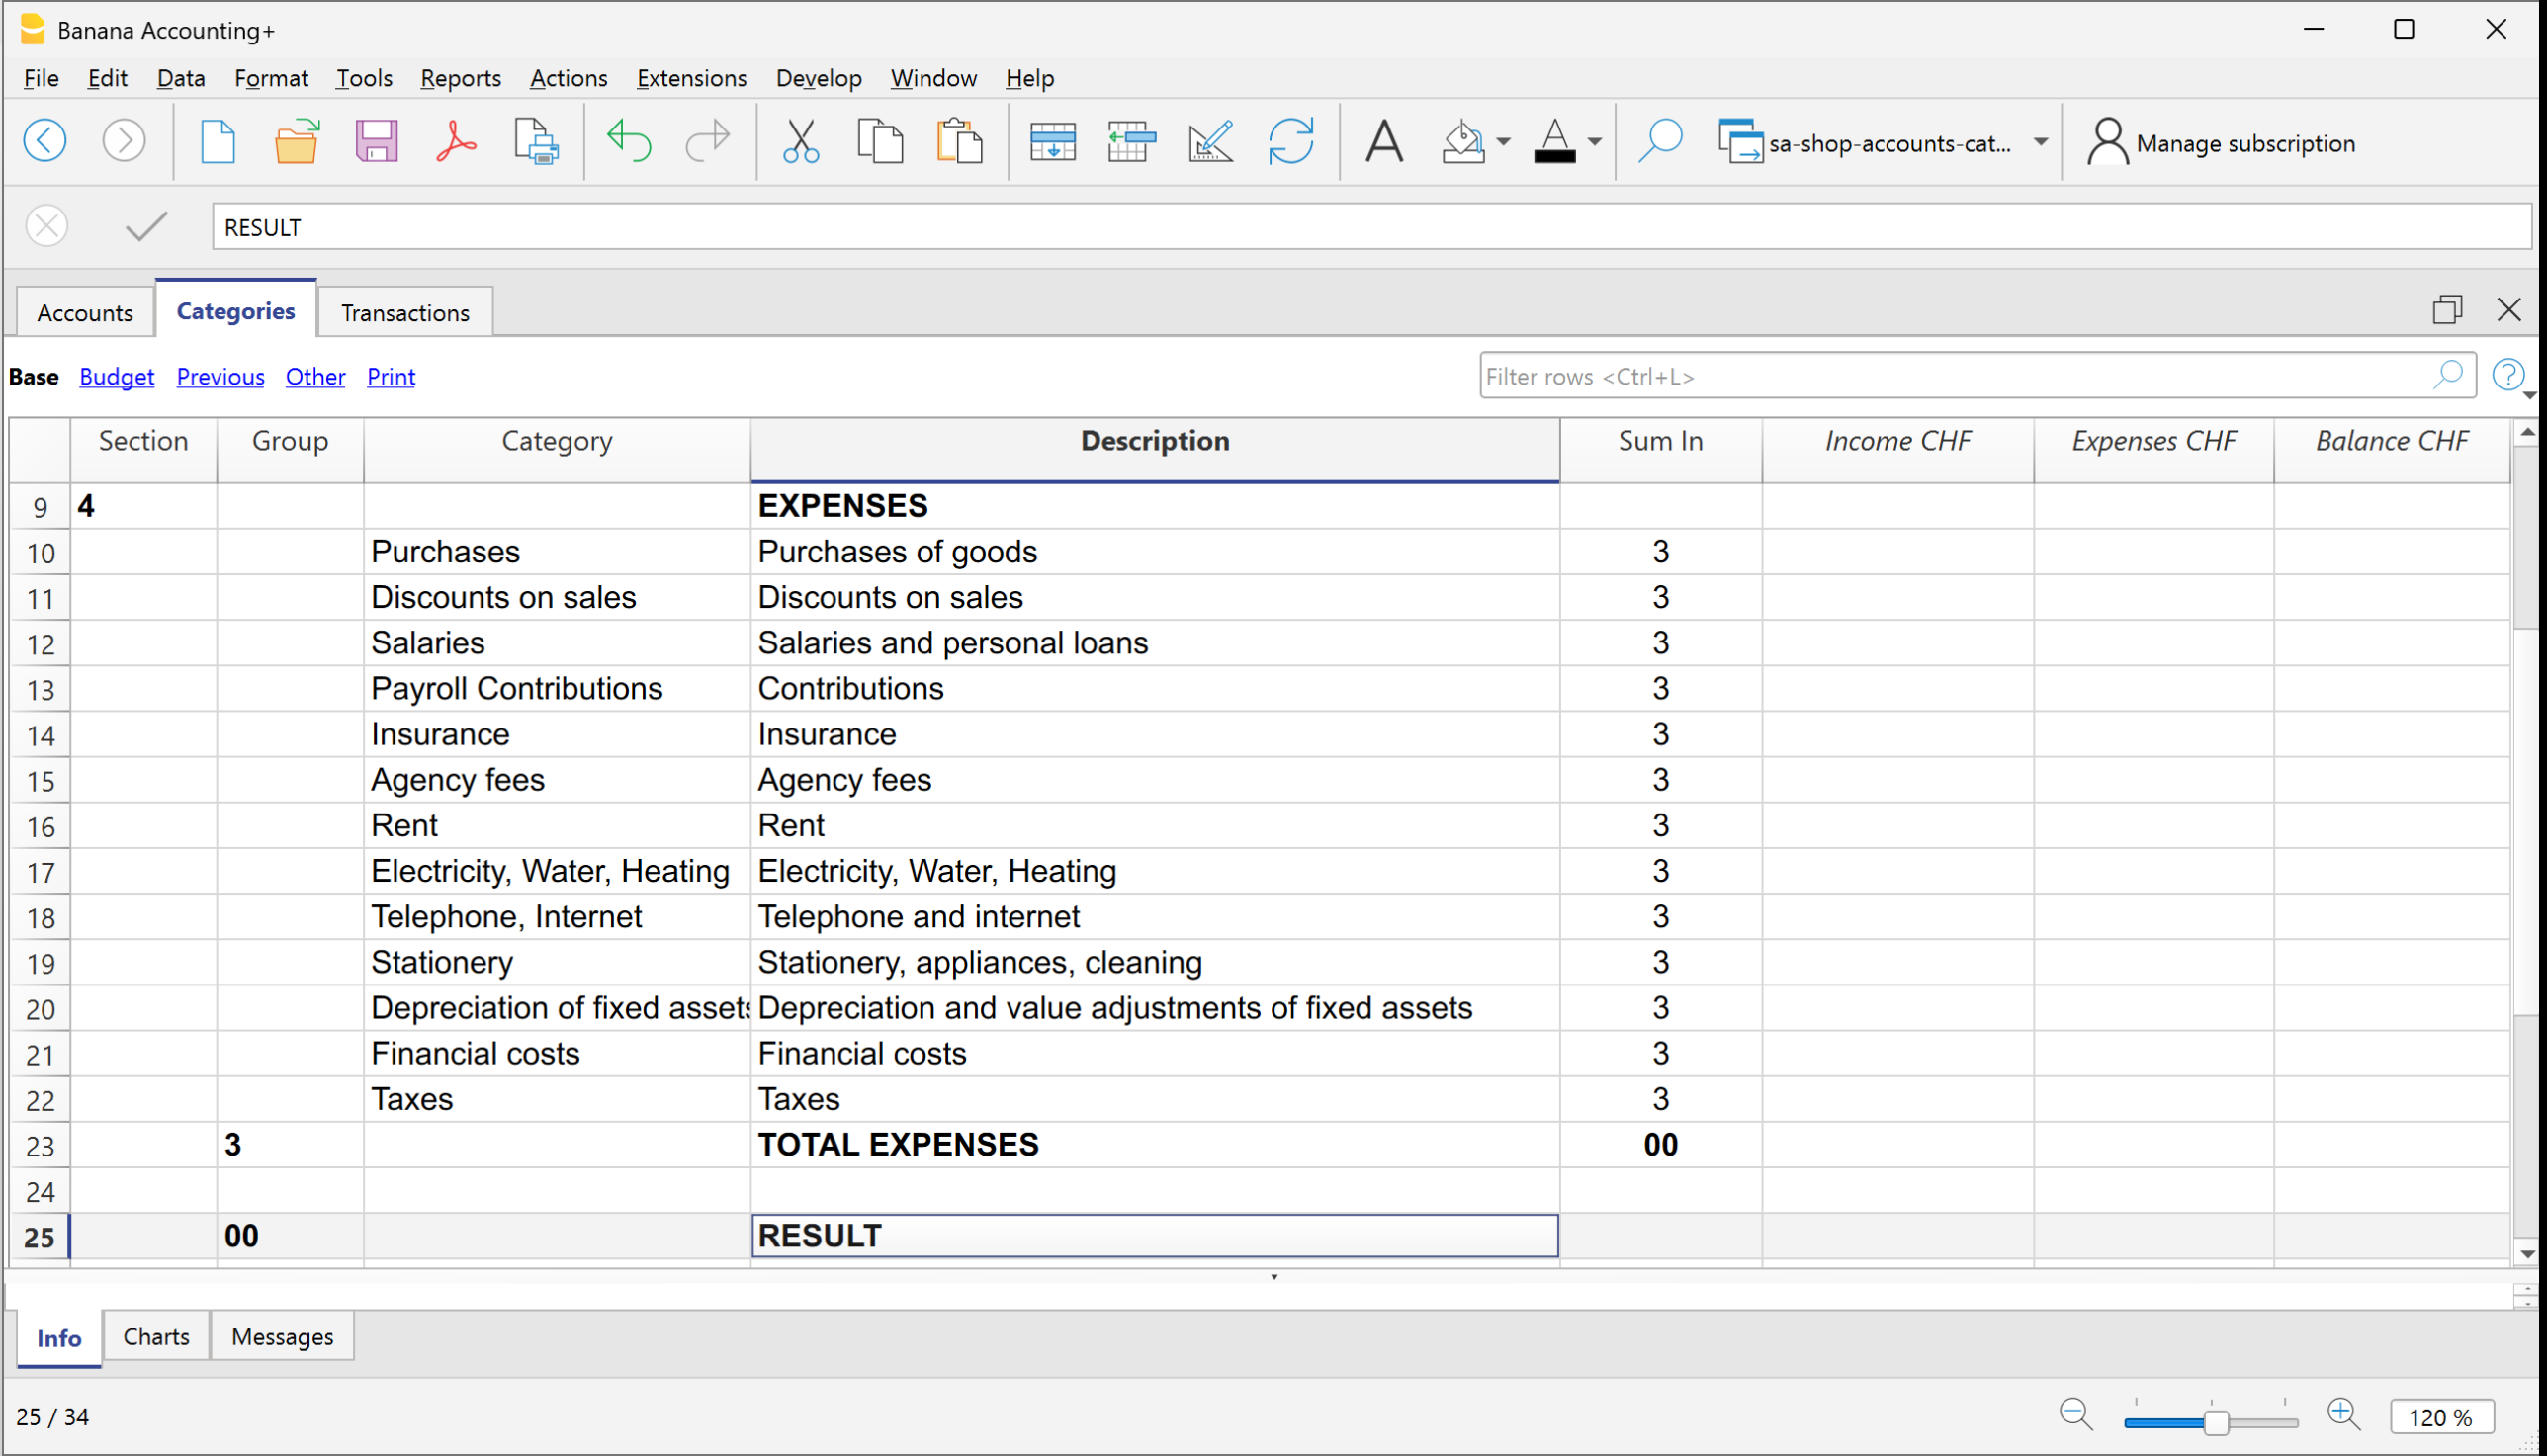 Banana Accounting+
File Edit Data Format Tools Reports Actions Extensions Develop Window Help
sa-shop-accounts-cat... Manage subscription
RESULT
Accounts Categories Transactions
Base Budget Previous Other Print Filter rows <Ctrl+L>
Section Group Category Description Sum In Income CHF Expenses CHF Balance CHF
9 4 EXPENSES
10 Purchases Purchases of goods 3
11 Discounts on sales Discounts on sales 3
12 Salaries Salaries and personal loans 3
13 Payroll Contributions Contributions 3
14 Insurance Insurance 3
15 Agency fees Agency fees 3
16 Rent Rent 3
17 Electricity, Water, Heating Electricity, Water, Heating 3
18 Telephone, Internet Telephone and internet 3
19 Stationery Stationery, appliances, cleaning 3
20 Depreciation of fixed assets Depreciation and value adjustments of fixed assets 3
21 Financial costs Financial costs 3
22 Taxes Taxes 3
23 3 TOTAL EXPENSES 00
24
25 00 RESULT
Info Charts Messages
25 / 34 120 %